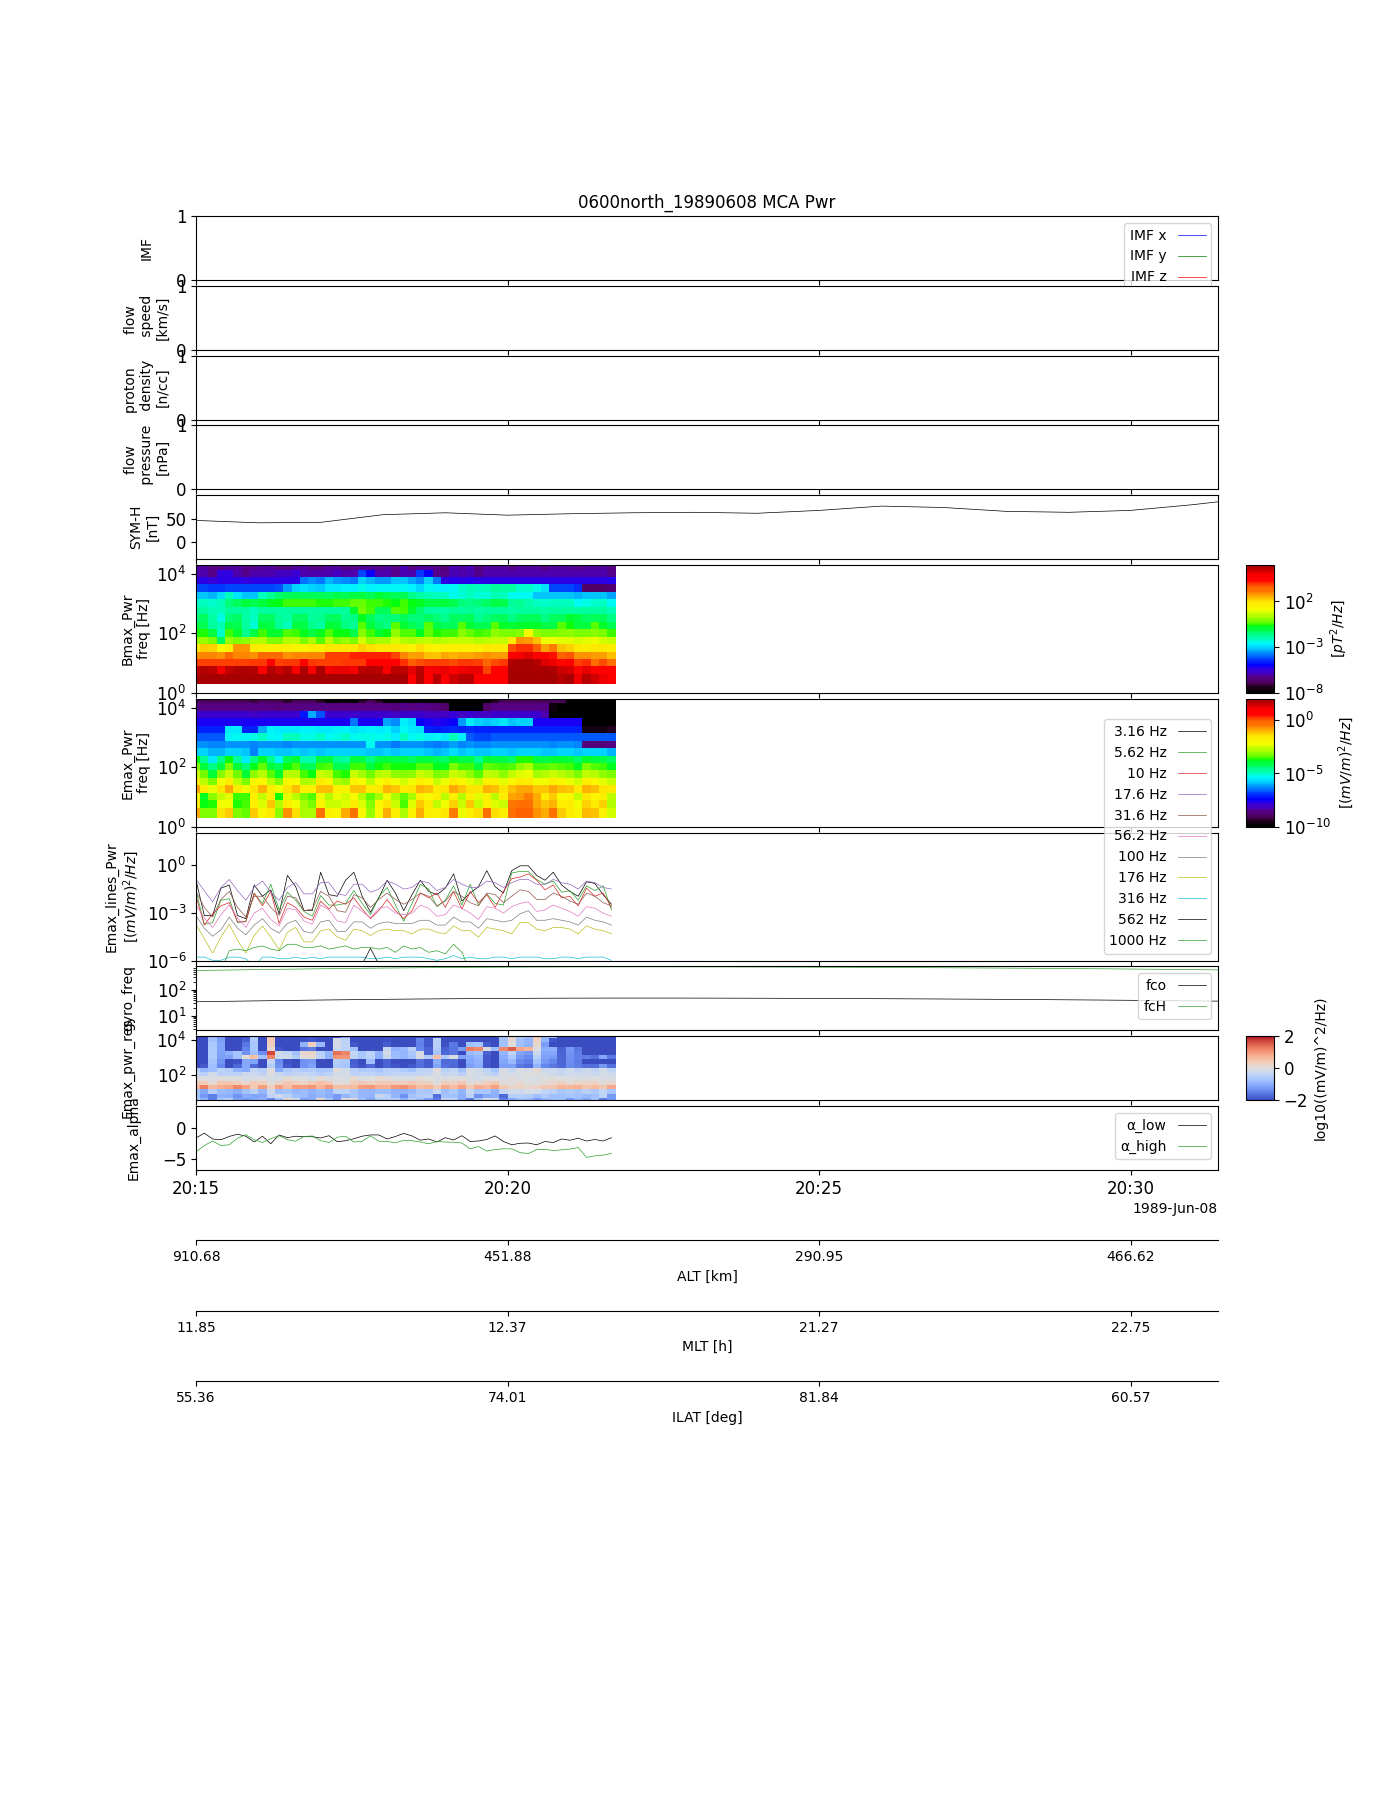 0600north_19890608 MCA Pwr
1
IMF
0
IMF x
IMF y
IMF z
1
flow
speed
[km/s]
0
1
proton
density
[n/cc]
0
1
flow
pressure
[nPa]
0
SYM-H
[nT]
50
0
Bmax_Pwr
freq [Hz]
10^4
10^2
10^0
10^2
10^-3
10^-8
[pT^2/Hz]
Emax_Pwr
freq [Hz]
10^4
10^2
10^0
10^0
10^-5
10^-10
[(mV/m)^2/Hz]
3.16 Hz
5.62 Hz
10 Hz
17.6 Hz
31.6 Hz
56.2 Hz
100 Hz
176 Hz
316 Hz
562 Hz
1000 Hz
Emax_lines_Pwr
[(mV/m)^2/Hz]
10^0
10^-3
10^-6
gyro_freq
10^2
10^1
fco
fcH
Emax_pwr_reg
10^4
10^2
2
0
−2
log10((mV/m)^2/Hz)
Emax_alpha
0
−5
α_low
α_high
20:15 20:20 20:25 20:30
1989-Jun-08
910.68 451.88 290.95 466.62
ALT [km]
11.85 12.37 21.27 22.75
MLT [h]
55.36 74.01 81.84 60.57
ILAT [deg]